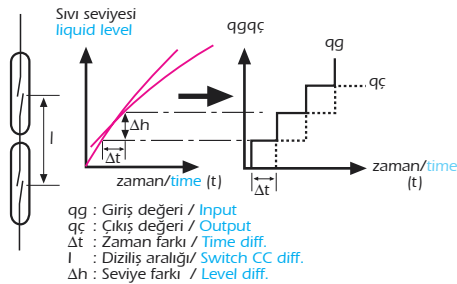 Sıvı seviyesi
liquid level
qgqç
qg
qç
Δh
Δt
l
zaman/time (t)
Δt
zaman/time
(t)
qg : Giriş değeri / Input
qç : Çıkış değeri / Output
Δt : Zaman farkı / Time diff.
l : Diziliş aralığı/ Switch CC diff.
Δh : Seviye farkı / Level diff.